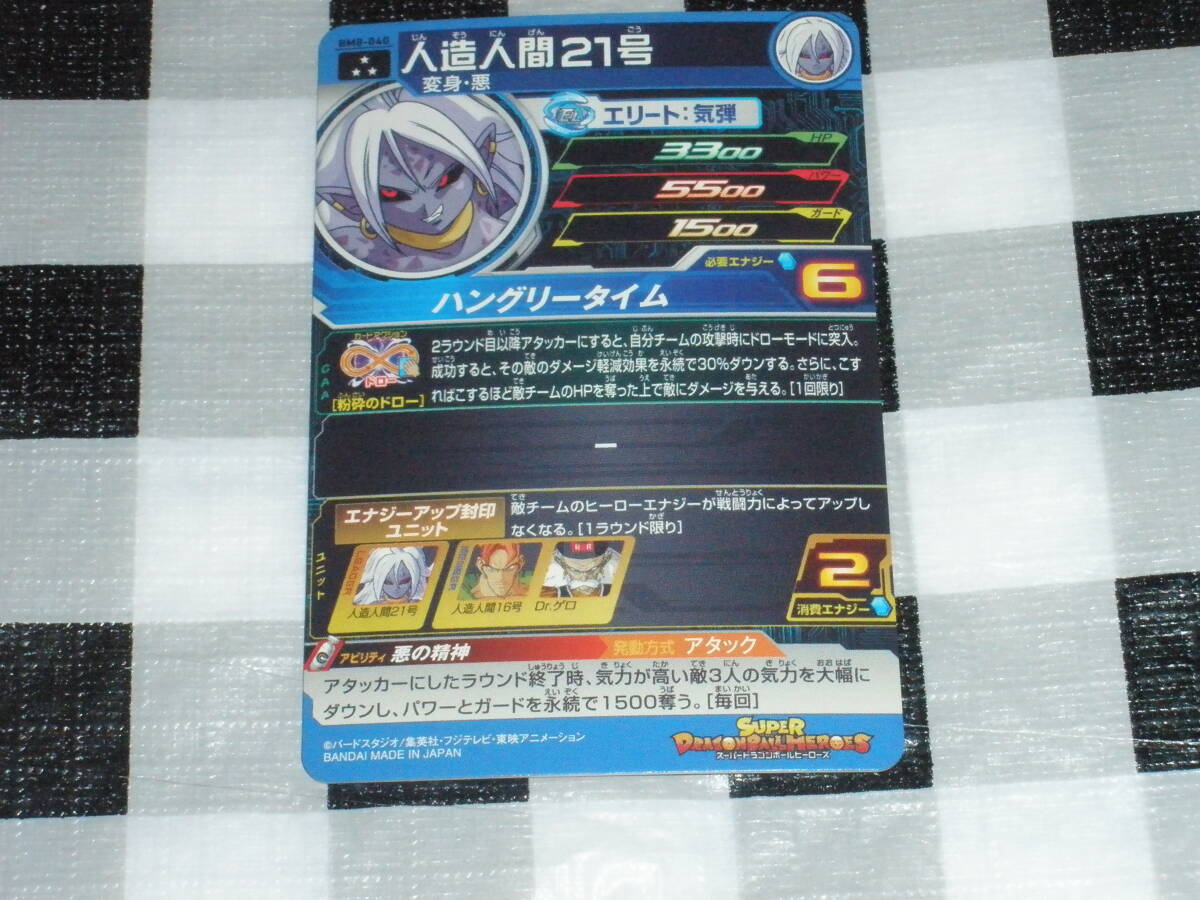 BM8-040
人造人間21号
じん ぞう にん げん ごう
変身・悪
エリート:気弾
HP
3300
パワー
5500
ガード
1500
必要エナジー
6
ハングリータイム
カードアクション
ドロー
[粉砕のドロー]
CAA
2ラウンド目以降アタッカーにすると、自分チームの攻撃時にドローモードに突入。
成功すると、その敵のダメージ軽減効果を永続で30%ダウンする。さらに、こす
ればこするほど敵チームのHPを奪った上で敵にダメージを与える。[1回限り]
ー
エナジーアップ封印
ユニット
敵チームのヒーローエナジーが戦闘力によってアップし
なくなる。[1ラウンド限り]
ユニット
LEADER
人造人間21号
人造人間16号
Dr.ゲロ
2
消費エナジー
アビリティ 悪の精神
発動方式 アタック
アタッカーにしたラウンド終了時、気力が高い敵3人の気力を大幅に
ダウンし、パワーとガードを永続で1500奪う。[毎回]
©バードスタジオ/集英社・フジテレビ・東映アニメーション
BANDAI MADE IN JAPAN
SUPER
DRAGONBALL HEROES
スーパードラゴンボールヒーローズ